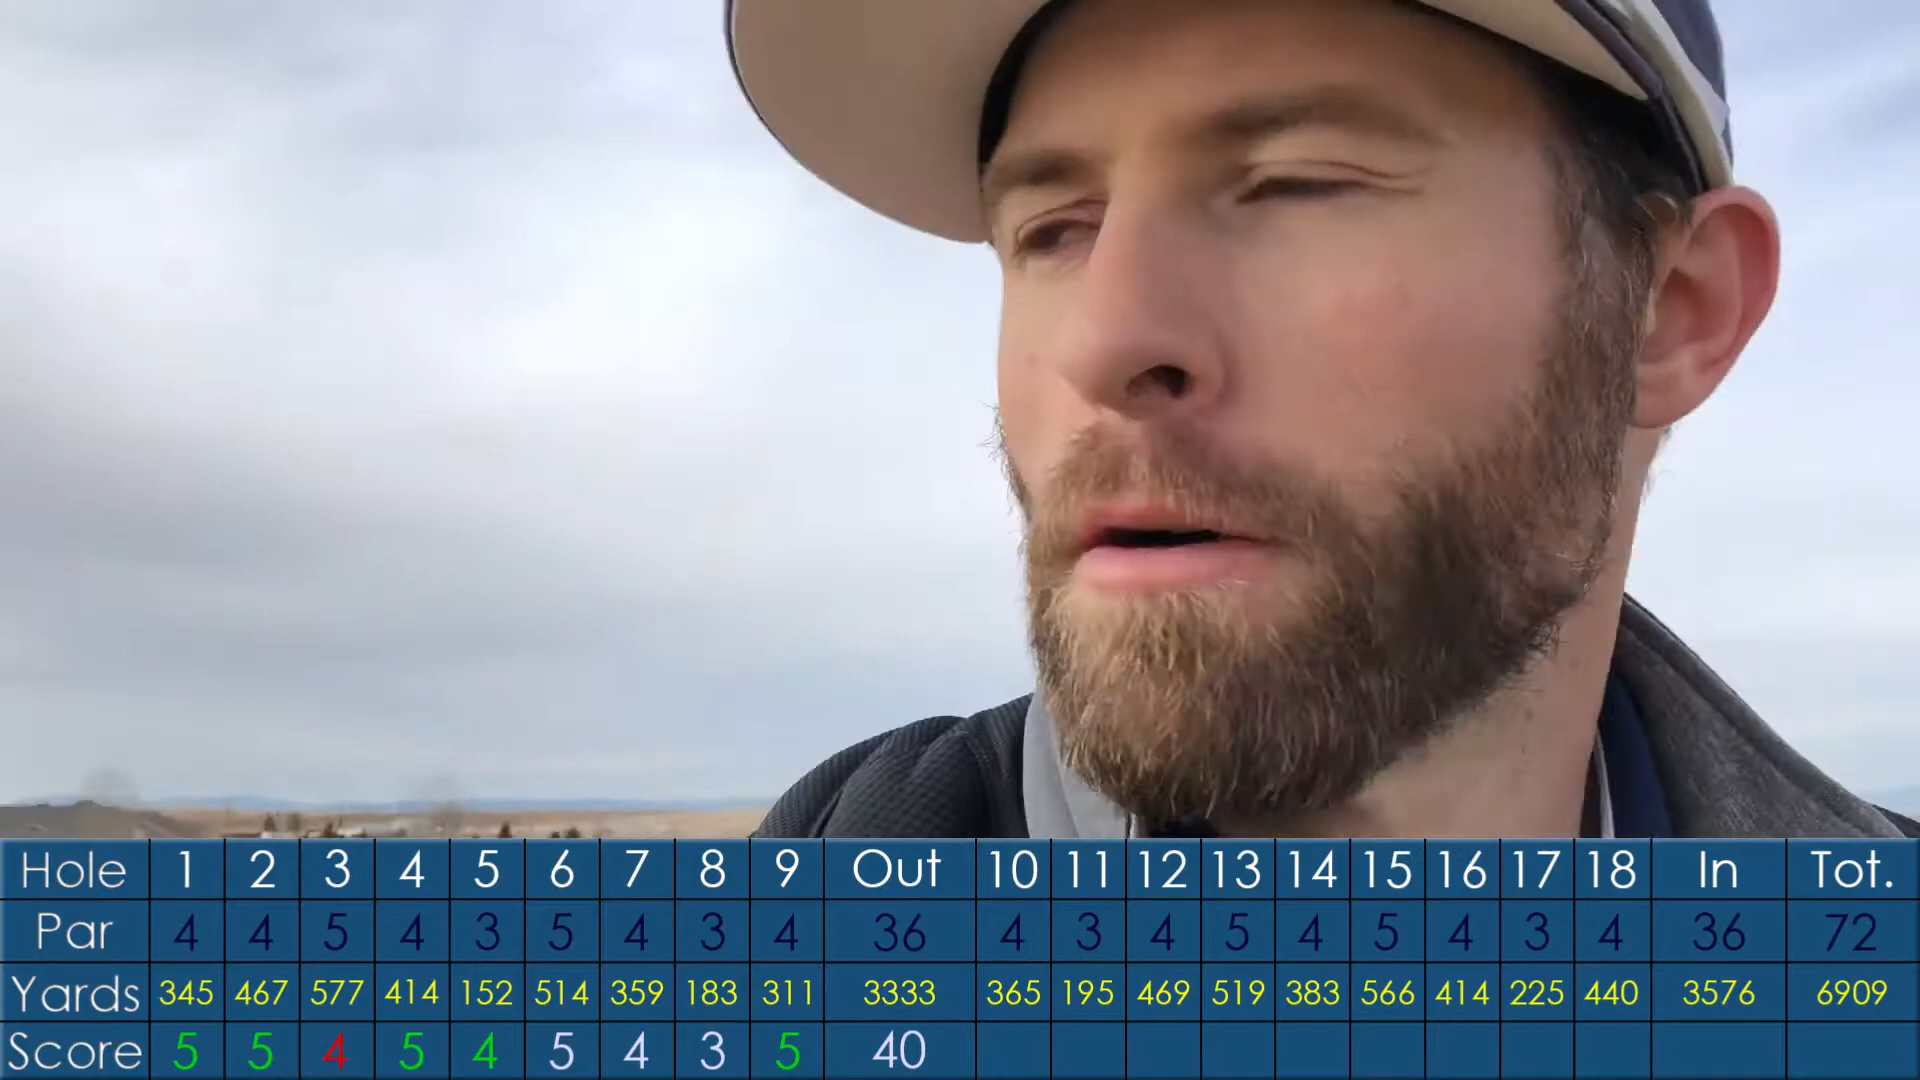 Hole 1 2 3 4 5 6 7 8 9 Out 10 11 12 13 14 15 16 17 18 In Tot.
Par 4 4 5 4 3 5 4 3 4 36 4 3 4 5 4 5 4 3 4 36 72
Yards 345 467 577 414 152 514 359 183 311 3333 365 195 469 519 383 566 414 225 440 3576 6909
Score 5 5 4 5 4 5 4 3 5 40